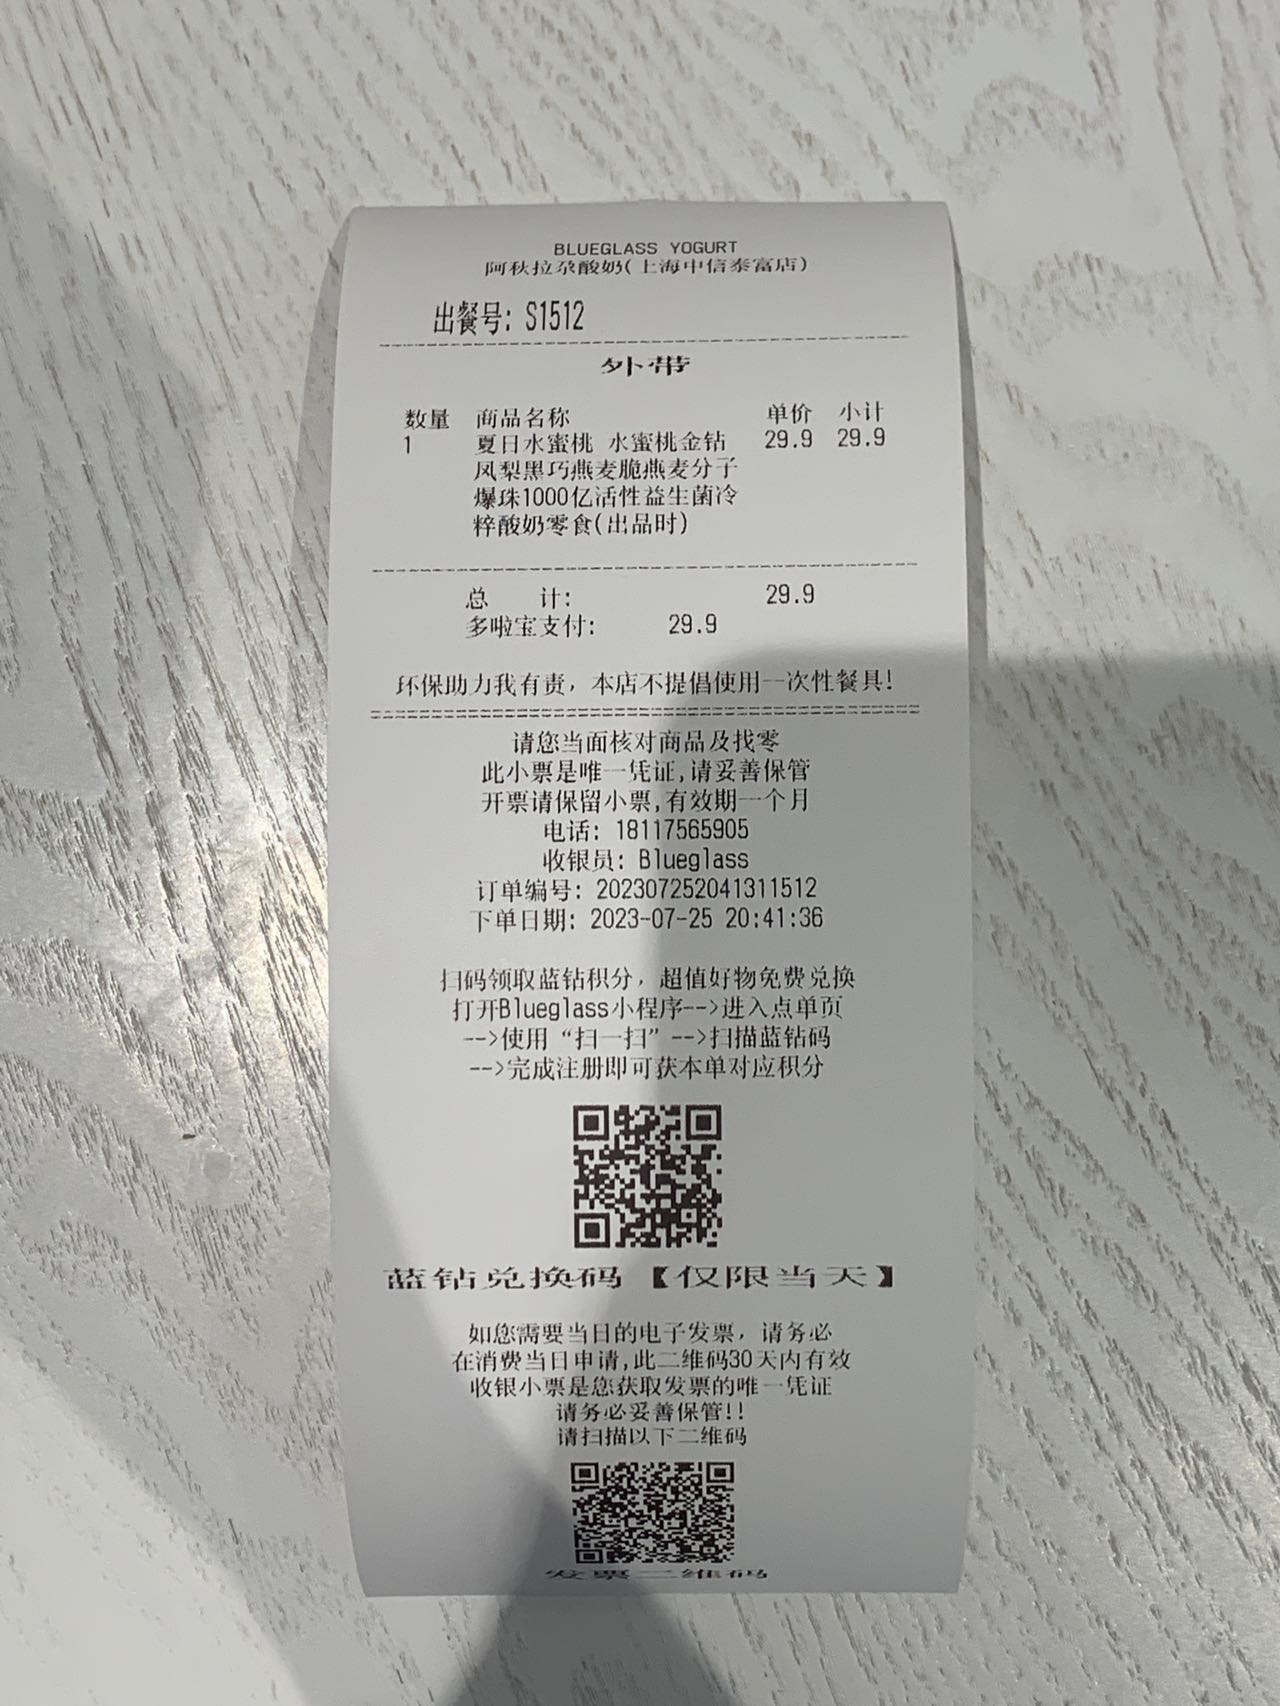 BLUEGLASS YOGURT
阿秋拉尕酸奶(上海中信泰富店)
出餐号: S1512
外带
数量 商品名称 单价 小计
1 夏日水蜜桃 水蜜桃金钻 29.9 29.9
凤梨黑巧燕麦脆燕麦分子
爆珠1000亿活性益生菌冷
粹酸奶零食(出品时)
总 计: 29.9
多啦宝支付: 29.9
环保助力我有责，本店不提倡使用一次性餐具!
请您当面核对商品及找零
此小票是唯一凭证,请妥善保管
开票请保留小票,有效期一个月
电话: 18117565905
收银员: Blueglass
订单编号: 202307252041311512
下单日期: 2023-07-25 20:41:36
扫码领取蓝钻积分，超值好物免费兑换
打开Blueglass小程序-->进入点单页
-->使用“扫一扫”-->扫描蓝钻码
-->完成注册即可获本单对应积分
蓝钻兑换码【仅限当天】
如您需要当日的电子发票，请务必
在消费当日申请,此二维码30天内有效
收银小票是您获取发票的唯一凭证
请务必妥善保管!!
请扫描以下二维码
发票二维码